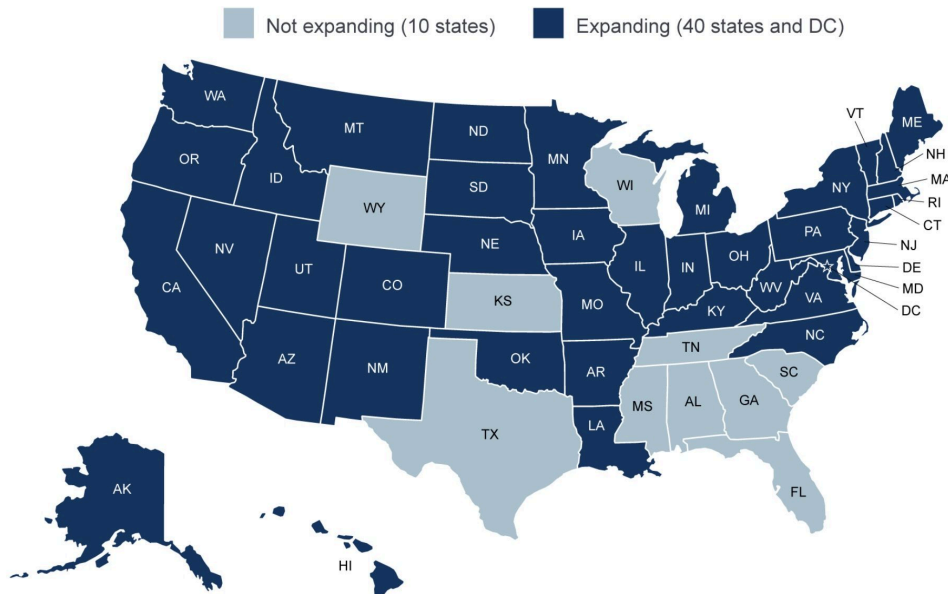 Not expanding (10 states)
Expanding (40 states and DC)
WA
MT
ND
MN
VT
ME
OR
ID
SD
WI
NY
NH
MA
WY
MI
RI
CT
NV
NE
IA
PA
NJ
UT
CO
IL
IN
OH
DE
CA
KS
MO
WV
VA
MD
KY
DC
AZ
NM
OK
AR
TN
NC
SC
TX
LA
MS
AL
GA
AK
FL
HI